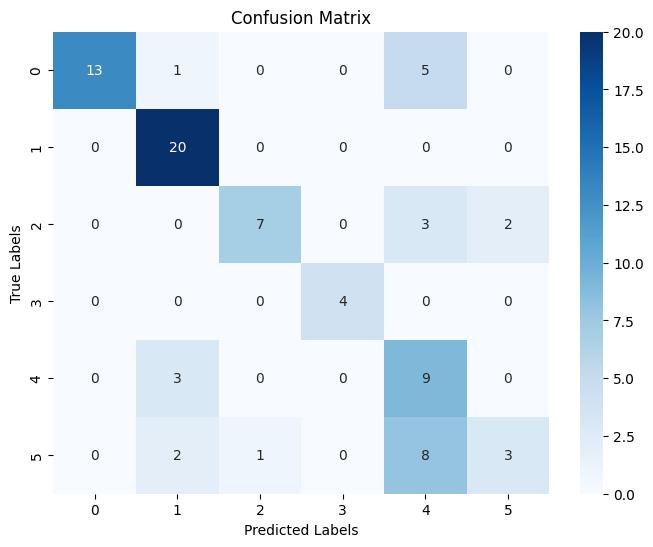 Confusion Matrix
True Labels
0 13 1 0 0 5 0
1 0 20 0 0 0 0
2 0 0 7 0 3 2
3 0 0 0 4 0 0
4 0 3 0 0 9 0
5 0 2 1 0 8 3
0 1 2 3 4 5
Predicted Labels
20.0
17.5
15.0
12.5
10.0
7.5
5.0
2.5
0.0